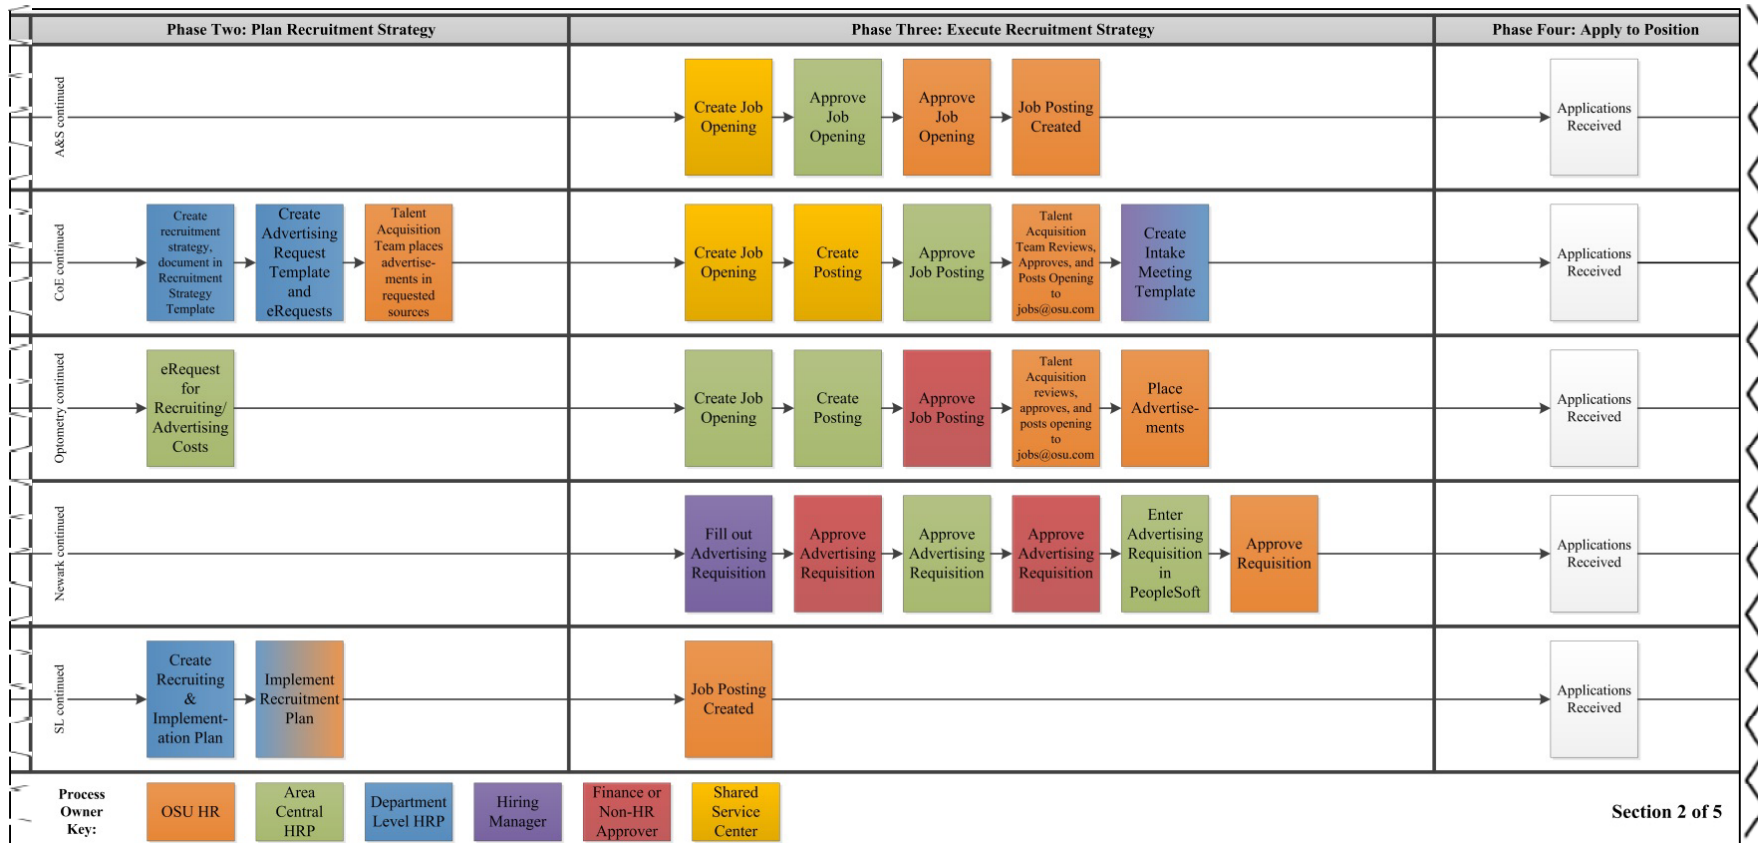 Phase Two: Plan Recruitment Strategy
Phase Three: Execute Recruitment Strategy
Phase Four: Apply to Position
A&S continued
Create Job
Opening
Approve
Job
Opening
Approve
Job
Opening
Job Posting
Created
Applications
Received
CoE continued
Create
recruitment
strategy,
document in
Recruitment
Strategy
Template
Create
Advertising
Request
Template
and
eRequests
Talent
Acquisition
Team places
advertise-
ments in
requested
sources
Create Job
Opening
Create
Posting
Approve
Job Posting
Talent
Acquisition
Team Reviews,
Approves, and
Posts Opening
to
jobs@osu.com
Create
Intake
Meeting
Template
Applications
Received
Optometry continued
eRequest
for
Recruiting/
Advertising
Costs
Create Job
Opening
Create
Posting
Approve
Job Posting
Talent
Acquisition
reviews,
approves, and
posts opening
to
jobs@osu.com
Place
Advertise-
ments
Applications
Received
Newark continued
Fill out
Advertising
Requisition
Approve
Advertising
Requisition
Approve
Advertising
Requisition
Approve
Advertising
Requisition
Enter
Advertising
Requisition
in
PeopleSoft
Approve
Requisition
Applications
Received
SL continued
Create
Recruiting
&
Implement-
ation Plan
Implement
Recruitment
Plan
Job Posting
Created
Applications
Received
Process
Owner
Key:
OSU HR
Area
Central
HRP
Department
Level HRP
Hiring
Manager
Finance or
Non-HR
Approver
Shared
Service
Center
Section 2 of 5